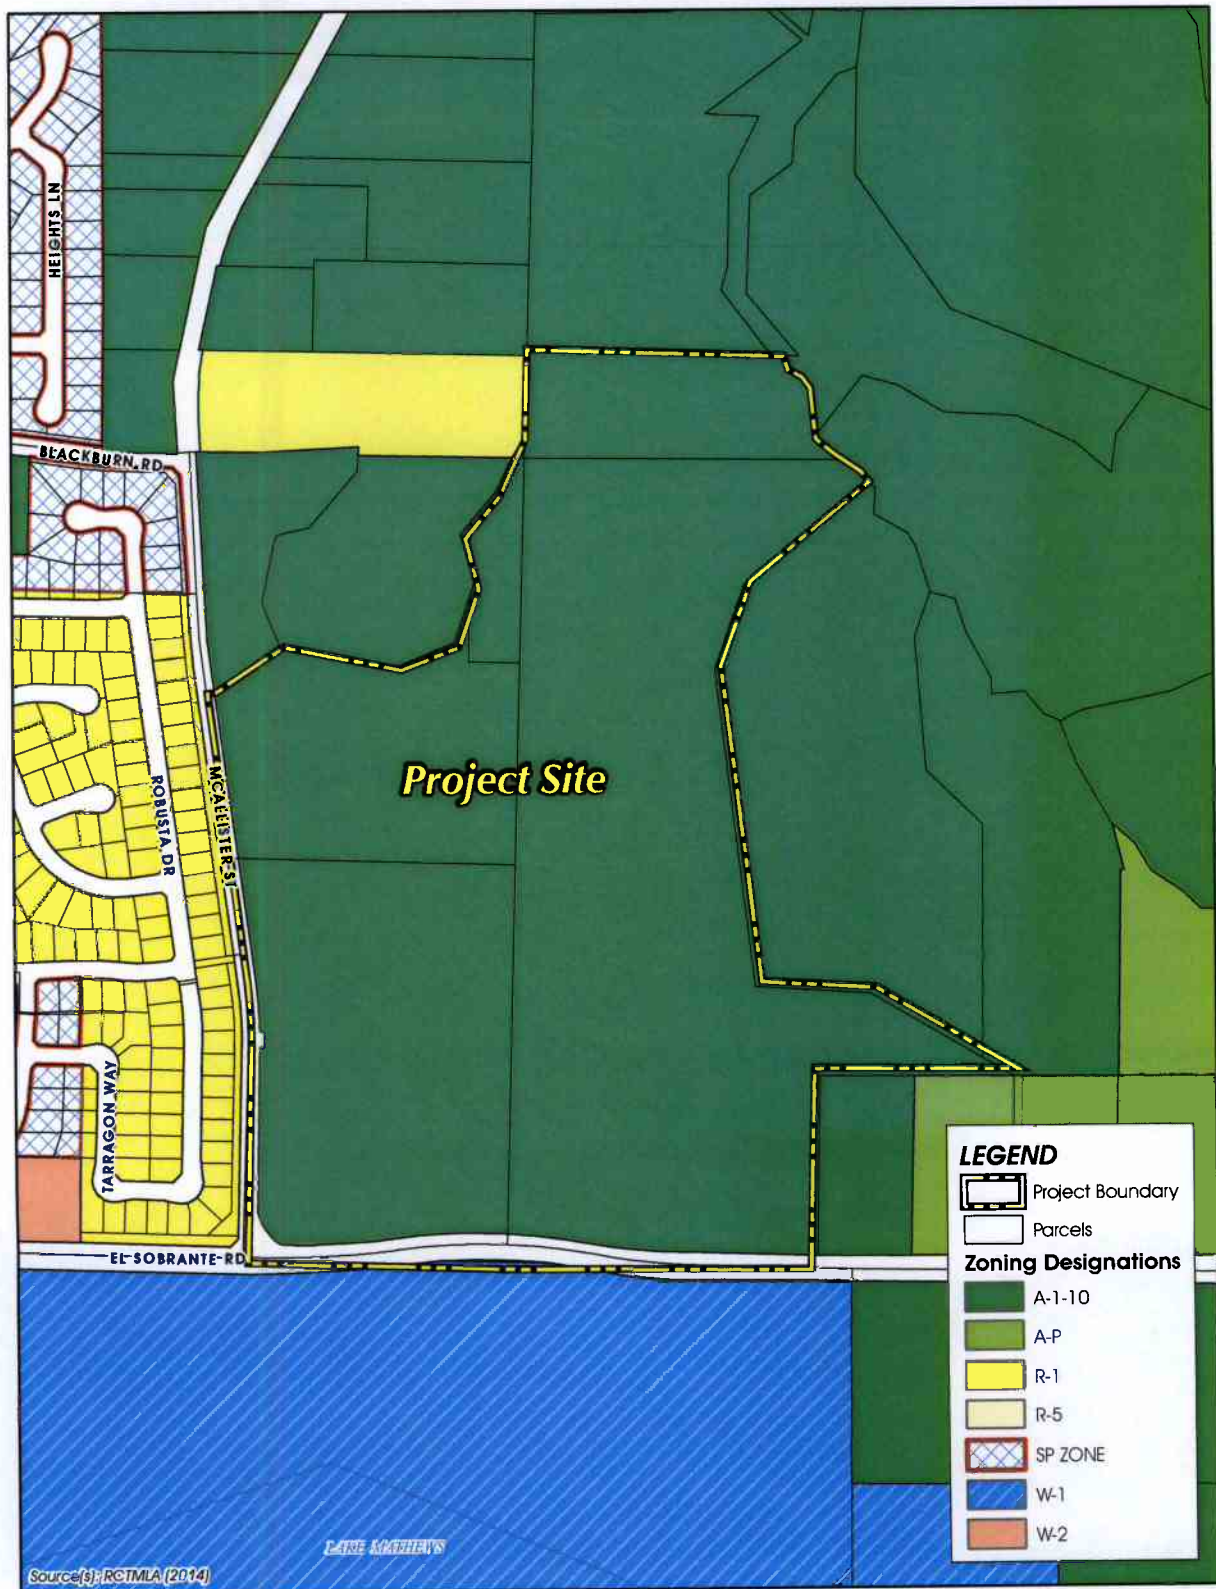 HEIGHTS LN
BLACKBURN RD
ROBUSTA DR
MCALLISTER ST
Project Site
TARRAGON WAY
EL SOBRANTE RD
LEGEND
Project Boundary
Parcels
Zoning Designations
A-1-10
A-P
R-1
R-5
SP ZONE
W-1
W-2
LAKE MATHEWS
Source(s): RCTMLA (2014)